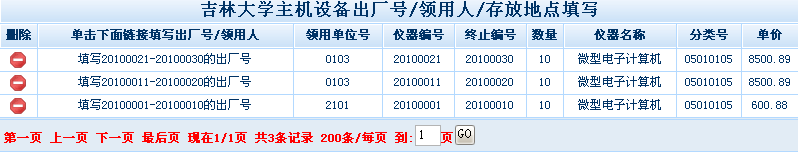 吉林大学主机设备出厂号/领用人/存放地点填写
删除 单击下面链接填写出厂号/领用人 领用单位号 仪器编号 终止编号 数量 仪器名称 分类号 单价
填写20100021-20100030的出厂号 0103 20100021 20100030 10 微型电子计算机 05010105 8500.89
填写20100011-20100020的出厂号 0103 20100011 20100020 10 微型电子计算机 05010105 8500.89
填写20100001-20100010的出厂号 2101 20100001 20100010 10 微型电子计算机 05010105 600.88
第一页 上一页 下一页 最后页 现在1/1页 共3条记录 200条/每页 到:1页GO